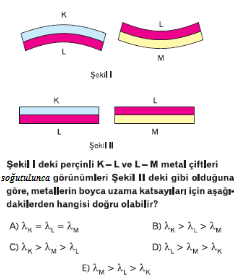 K
L
L
M
Şekil I
K
L
L
M
Şekil II
Şekil I deki perçinli K – L ve L – M metal çiftleri
soğutulunca görünümleri Şekil II deki gibi olduğuna
göre, metallerin boyca uzama katsayıları için aşağı-
dakilerden hangisi doğru olabilir?
A) λK = λL = λM
B) λK > λL > λM
C) λK > λM > λL
D) λL > λM > λK
E) λM > λL > λK